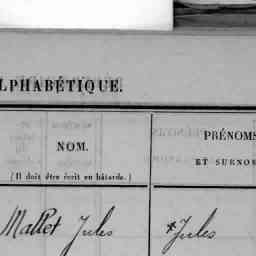 LPHABÉTIQUE.
NOM.
(Il doit être écrit en bâtarde.)
PRÉNOMS
ET SURNO
Mallet Jules
*Jules